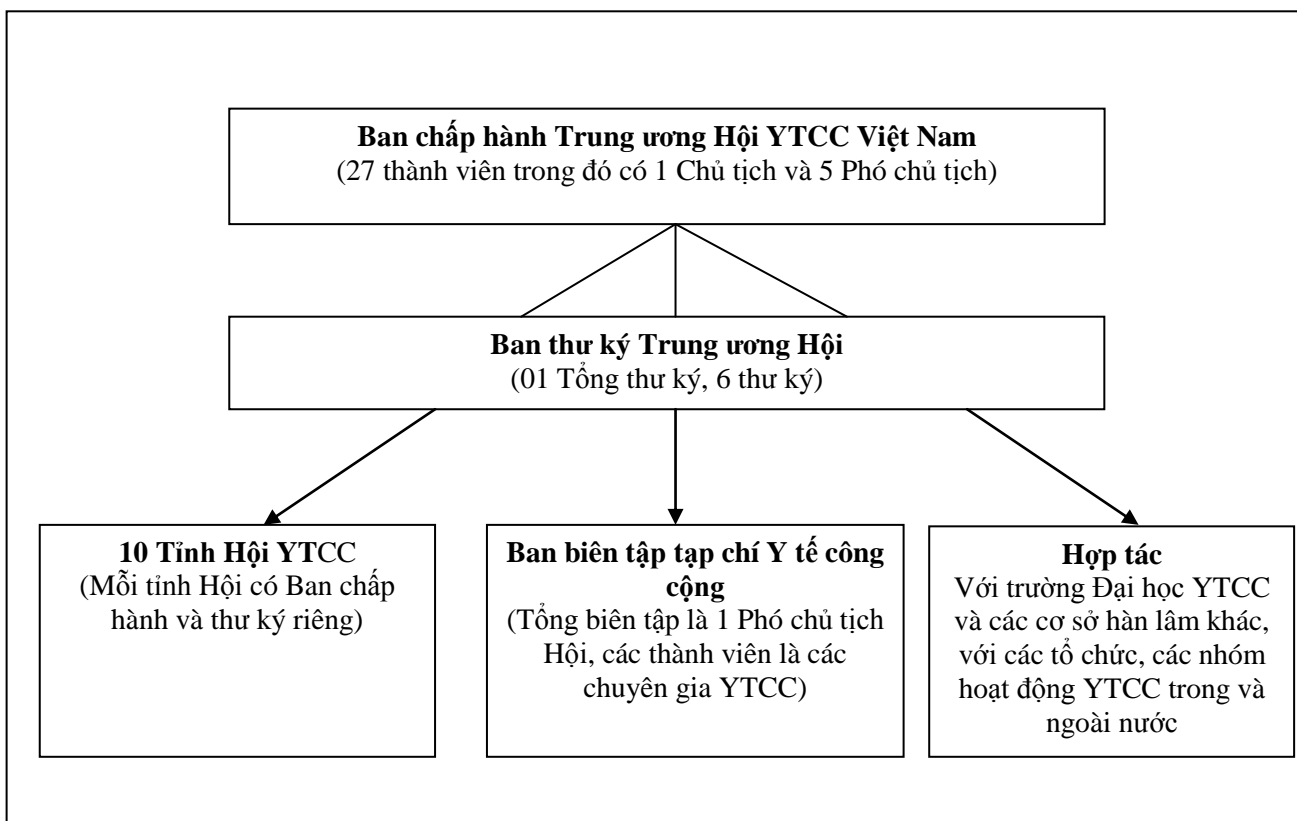 Ban chấp hành Trung ương Hội YTCC Việt Nam
(27 thành viên trong đó có 1 Chủ tịch và 5 Phó chủ tịch)
Ban thư ký Trung ương Hội
(01 Tổng thư ký, 6 thư ký)
10 Tỉnh Hội YTCC
(Mỗi tỉnh Hội có Ban chấp
hành và thư ký riêng)
Ban biên tập tạp chí Y tế công
cộng
(Tổng biên tập là 1 Phó chủ tịch
Hội, các thành viên là các
chuyên gia YTCC)
Hợp tác
Với trường Đại học YTCC
và các cơ sở hàn lâm khác,
với các tổ chức, các nhóm
hoạt động YTCC trong và
ngoài nước